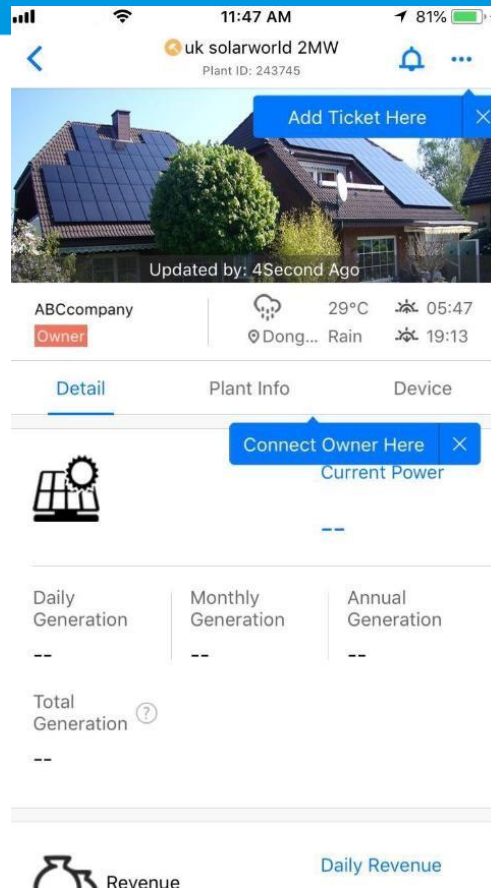 11:47 AM
81%
uk solarworld 2MW
Plant ID: 243745
Add Ticket Here
Updated by: 4Second Ago
ABCcompany
29°C
05:47
Owner
Dong...
Rain
19:13
Detail
Plant Info
Device
Connect Owner Here
Current Power
--
Daily
Generation
Monthly
Generation
Annual
Generation
--
--
--
Total
Generation
?
--
Revenue
Daily Revenue